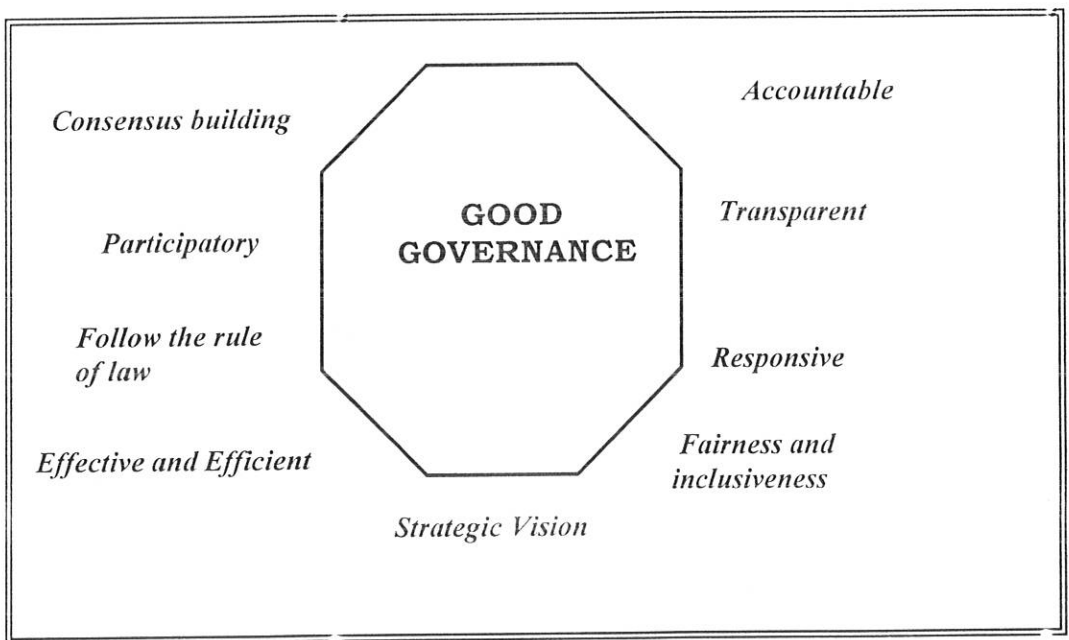 Accountable
Consensus building
GOOD
GOVERNANCE
Transparent
Participatory
Follow the rule
of law
Responsive
Effective and Efficient
Fairness and
inclusiveness
Strategic Vision